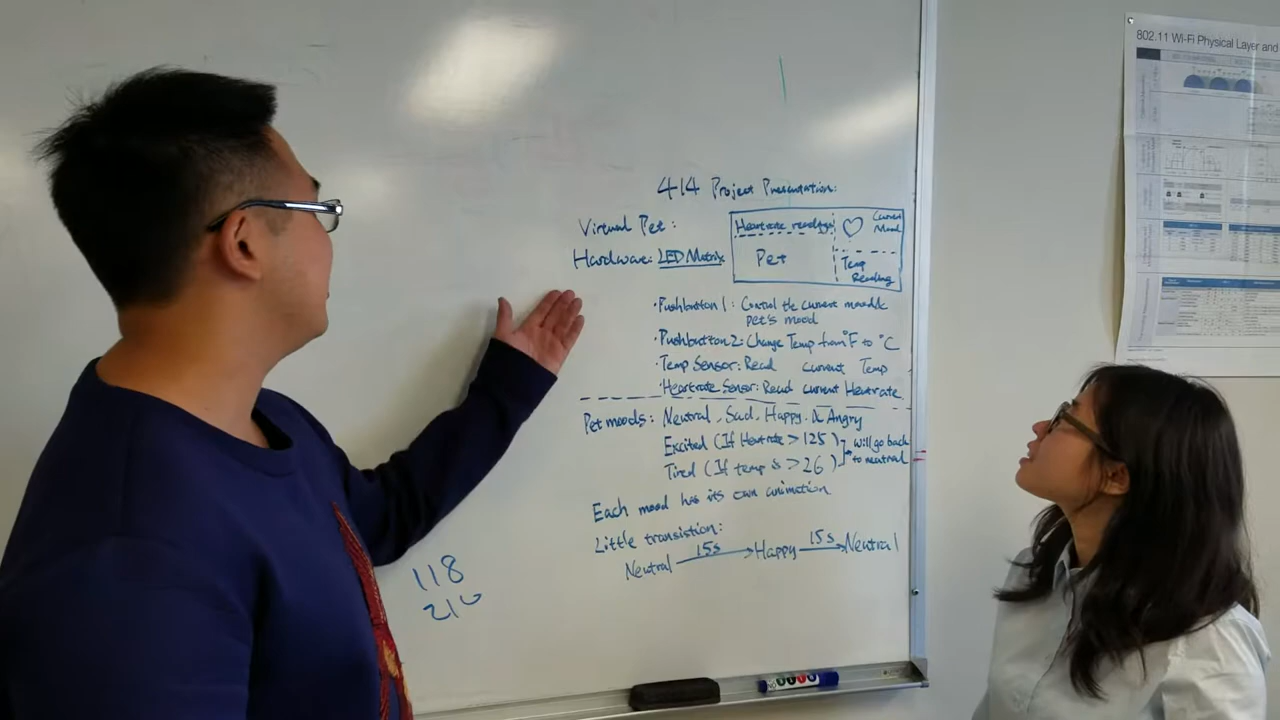 802.11 Wi-Fi Physical Layer and
414 Project Presentation:
Virtual Pet:
Hardware: LED Matrix
Heartrate readings
Current Mood
Pet
Temp Reading
·Pushbutton 1: Control the current mood &
pet's mood
·Pushbutton 2: Change Temp from °F to °C
·Temp Sensor: Read current Temp
·Heartrate Sensor: Read current Heartrate
Pet moods: Neutral, Sad, Happy, & Angry
Excited (If Heartrate > 125)
Tired (If temp is > 26)
will go back
to neutral
Each mood has its own animation
Little transistion:
Neutral 15s Happy 15s Neutral
118
210